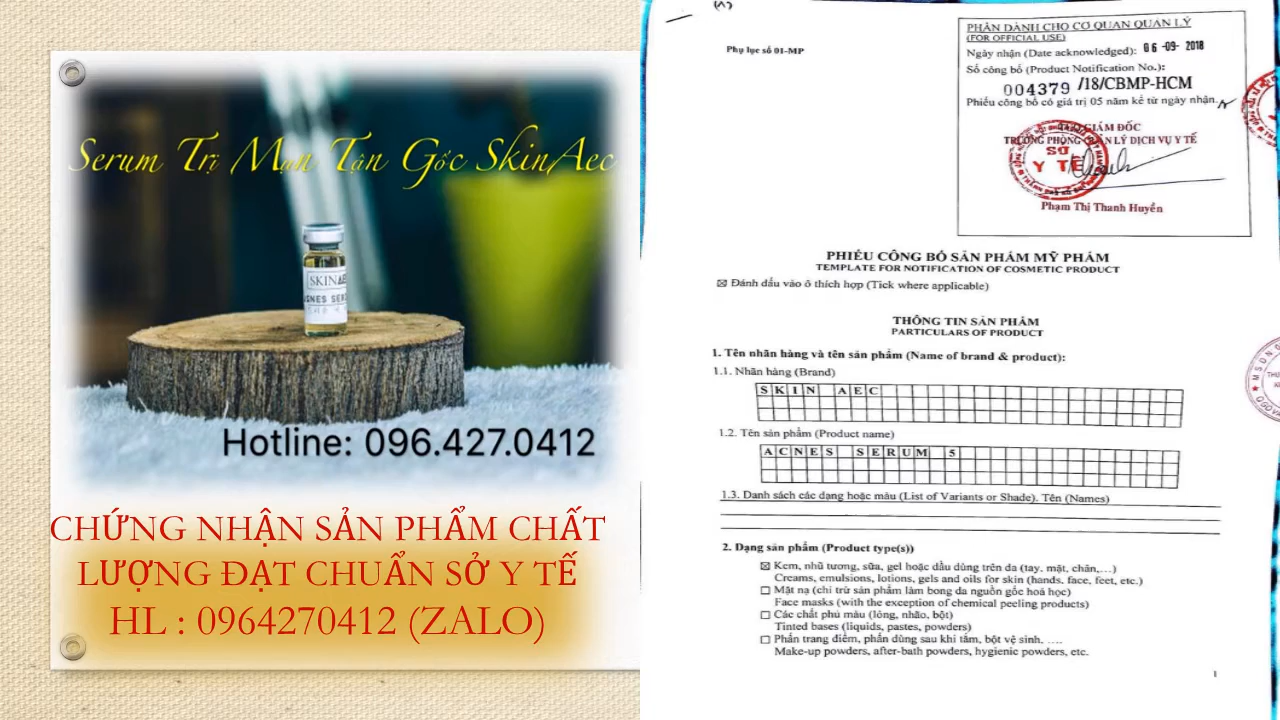 Serum Trị Mụn Tận Gốc SkinAec
SKINAE
Hotline: 096.427.0412
CHỨNG NHẬN SẢN PHẨM CHẤT
LƯỢNG ĐẠT CHUẨN SỞ Y TẾ
HL : 0964270412 (ZALO)
Phụ lục số 01-MP
PHẦN DÀNH CHO CƠ QUAN QUẢN LÝ
(FOR OFFICIAL USE)
Ngày nhận (Date acknowledged): 06 -09- 2018
Số công bố (Product Notification No.):
004379 /18/CBMP-HCM
Phiếu công bố có giá trị 05 năm kể từ ngày nhận.
GIÁM ĐỐC
TRƯỞNG PHÒNG QUẢN LÝ DỊCH VỤ Y TẾ
SỞ
Y TẾ
Phạm Thị Thanh Huyền
PHIẾU CÔNG BỐ SẢN PHẨM MỸ PHẨM
TEMPLATE FOR NOTIFICATION OF COSMETIC PRODUCT
☒ Đánh dấu vào ô thích hợp (Tick where applicable)
THÔNG TIN SẢN PHẨM
PARTICULARS OF PRODUCT
1. Tên nhãn hàng và tên sản phẩm (Name of brand & product):
1.1. Nhãn hàng (Brand)
SKIN AEC
1.2. Tên sản phẩm (Product name)
ACNES SERUM 5
1.3. Danh sách các dạng hoặc màu (List of Variants or Shade). Tên (Names)
2. Dạng sản phẩm (Product type(s))
☒ Kem, nhũ tương, sữa, gel hoặc dầu dùng trên da (tay, mặt, chân,...)
Creams, emulsions, lotions, gels and oils for skin (hands, face, feet, etc.)
☐ Mặt nạ (chỉ trừ sản phẩm làm bong da nguồn gốc hoá học)
Face masks (with the exception of chemical peeling products)
☐ Các chất phủ màu (lỏng, nhão, bột)
Tinted bases (liquids, pastes, powders)
☐ Phấn trang điểm, phấn dùng sau khi tắm, bột vệ sinh, ....
Make-up powders, after-bath powders, hygienic powders, etc.
1